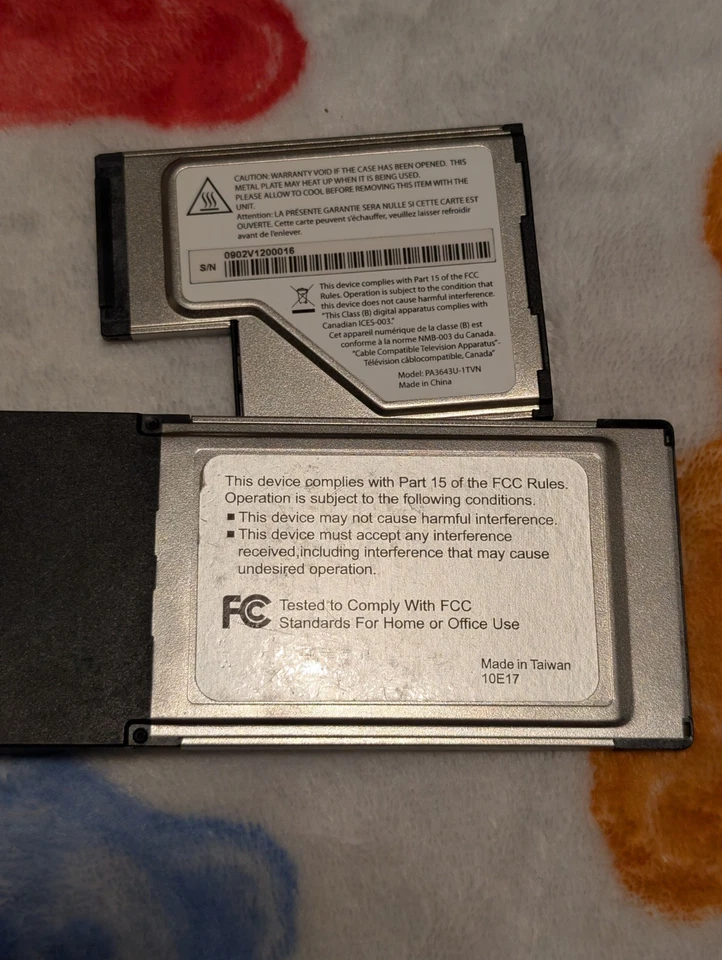 CAUTION: WARRANTY VOID IF THE CASE HAS BEEN OPENED. THIS
METAL PLATE MAY HEAT UP WHEN IT IS BEING USED.
PLEASE ALLOW TO COOL BEFORE REMOVING THIS ITEM WITH THE
UNIT.
Attention: LA PRÉSENTE GARANTIE SERA NULLE SI CETTE CARTE EST
OUVERTE. Cette carte peuvent s'échauffer, veuillez laisser refroidir
avant de l'enlever.
0902V1200016
S/N
This device complies with Part 15 of the FCC
Rules. Operation is subject to the condition that
this device does not cause harmful interference.
"This Class (B) digital apparatus complies with
Canadian ICES-003."
Cet appareil numérique de la classe (B) est
conforme à la norme NMB-003 du Canada.
"Cable Compatible Television Apparatus"-
Télévision câblocompatible, Canada"
Model: PA3643U-1TVN
Made in China
This device complies with Part 15 of the FCC Rules.
Operation is subject to the following conditions.
■ This device may not cause harmful interference.
■ This device must accept any interference
received,including interference that may cause
undesired operation.
FC Tested to Comply With FCC
Standards For Home or Office Use
Made in Taiwan
10E17